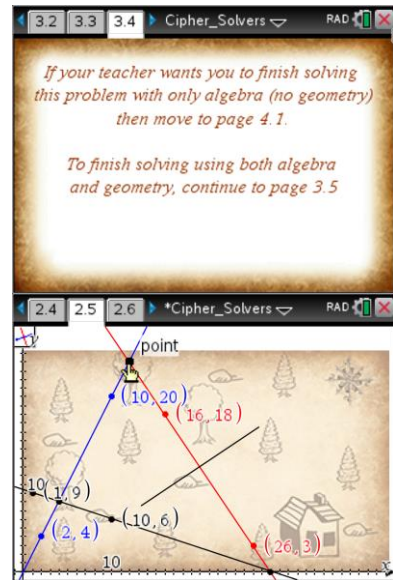 3.2 3.3 3.4 Cipher_Solvers RAD
If your teacher wants you to finish solving
this problem with only algebra (no geometry)
then move to page 4.1.
To finish solving using both algebra
and geometry, continue to page 3.5
2.4 2.5 2.6 *Cipher_Solvers RAD
y
point
(10,20)
(16,18)
10 (1,9)
(10,6)
(2,4)
(26,3)
10
x